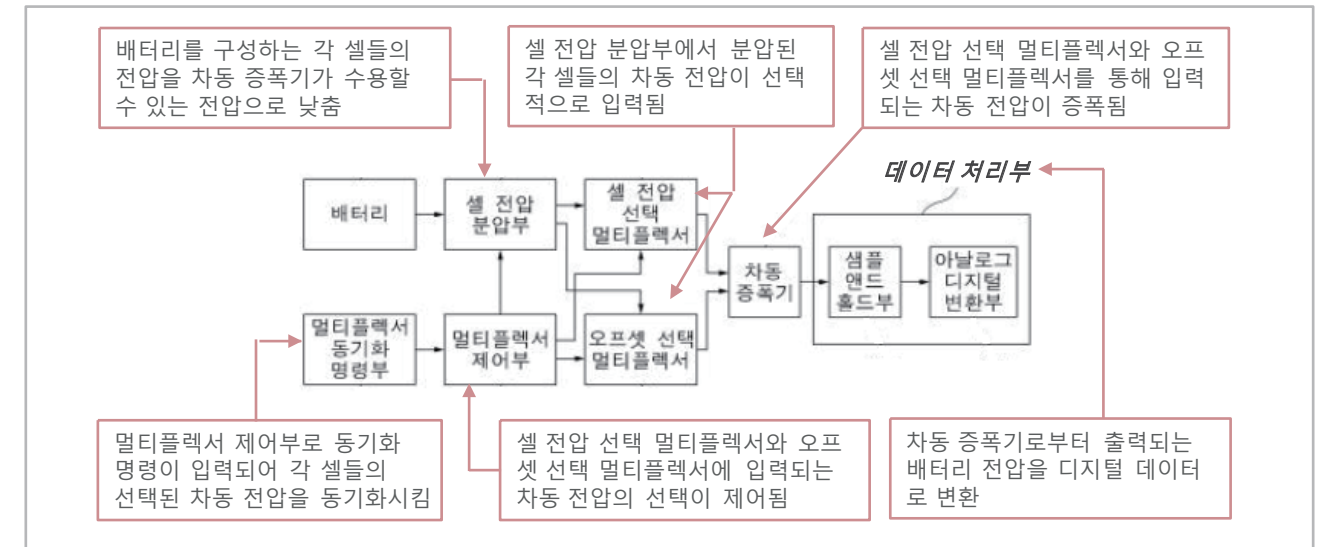 배터리를 구성하는 각 셀들의
전압을 차동 증폭기가 수용할
수 있는 전압으로 낮춤
셀 전압 분압부에서 분압된
각 셀들의 차동 전압이 선택
적으로 입력됨
셀 전압 선택 멀티플렉서와 오프
셋 선택 멀티플렉서를 통해 입력
되는 차동 전압이 증폭됨
데이터 처리부
배터리
셀 전압
분압부
셀 전압
선택
멀티플렉서
차동
증폭기
샘플
앤드
홀드부
아날로그
디지털
변환부
멀티플렉서
동기화
명령부
멀티플렉서
제어부
오프셋 선택
멀티플렉서
멀티플렉서 제어부로 동기화
명령이 입력되어 각 셀들의
선택된 차동 전압을 동기화시킴
셀 전압 선택 멀티플렉서와 오프
셋 선택 멀티플렉서에 입력되는
차동 전압의 선택이 제어됨
차동 증폭기로부터 출력되는
배터리 전압을 디지털 데이터
로 변환